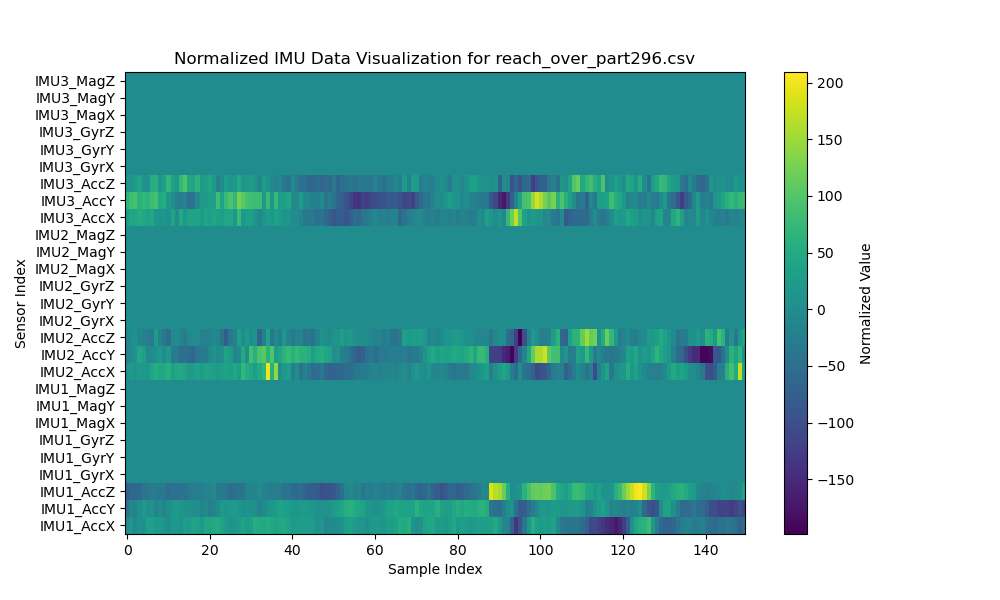 Normalized IMU Data Visualization for reach_over_part296.csv
IMU3_MagZ
IMU3_MagY
IMU3_MagX
IMU3_GyrZ
IMU3_GyrY
IMU3_GyrX
IMU3_AccZ
IMU3_AccY
IMU3_AccX
IMU2_MagZ
IMU2_MagY
IMU2_MagX
IMU2_GyrZ
IMU2_GyrY
IMU2_GyrX
IMU2_AccZ
IMU2_AccY
IMU2_AccX
IMU1_MagZ
IMU1_MagY
IMU1_MagX
IMU1_GyrZ
IMU1_GyrY
IMU1_GyrX
IMU1_AccZ
IMU1_AccY
IMU1_AccX
Sensor Index
0 20 40 60 80 100 120 140
Sample Index
200
150
100
50
0
−50
−100
−150
Normalized Value